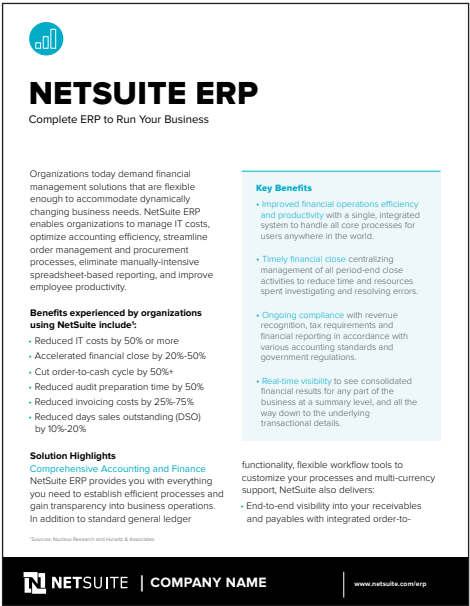 NETSUITE ERP
Complete ERP to Run Your Business
Organizations today demand financial
management solutions that are flexible
enough to accommodate dynamically
changing business needs. NetSuite ERP
enables organizations to manage IT costs,
optimize accounting efficiency, streamline
order management and procurement
processes, eliminate manually-intensive
spreadsheet-based reporting, and improve
employee productivity.
Benefits experienced by organizations
using NetSuite include¹:
• Reduced IT costs by 50% or more
• Accelerated financial close by 20%-50%
• Cut order-to-cash cycle by 50%+
• Reduced audit preparation time by 50%
• Reduced invoicing costs by 25%-75%
• Reduced days sales outstanding (DSO)
by 10%-20%
Solution Highlights
Comprehensive Accounting and Finance
NetSuite ERP provides you with everything
you need to establish efficient processes and
gain transparency into business operations.
In addition to standard general ledger
¹Sources: Nucleus Research and Hurwitz & Associates
Key Benefits
• Improved financial operations efficiency
and productivity with a single, integrated
system to handle all core processes for
users anywhere in the world.
• Timely financial close centralizing
management of all period-end close
activities to reduce time and resources
spent investigating and resolving errors.
• Ongoing compliance with revenue
recognition, tax requirements and
financial reporting in accordance with
various accounting standards and
government regulations.
• Real-time visibility to see consolidated
financial results for any part of the
business at a summary level, and all the
way down to the underlying
transactional details.
functionality, flexible workflow tools to
customize your processes and multi-currency
support, NetSuite also delivers:
• End-to-end visibility into your receivables
and payables with integrated order-to-
N NETSUITE | COMPANY NAME
www.netsuite.com/erp